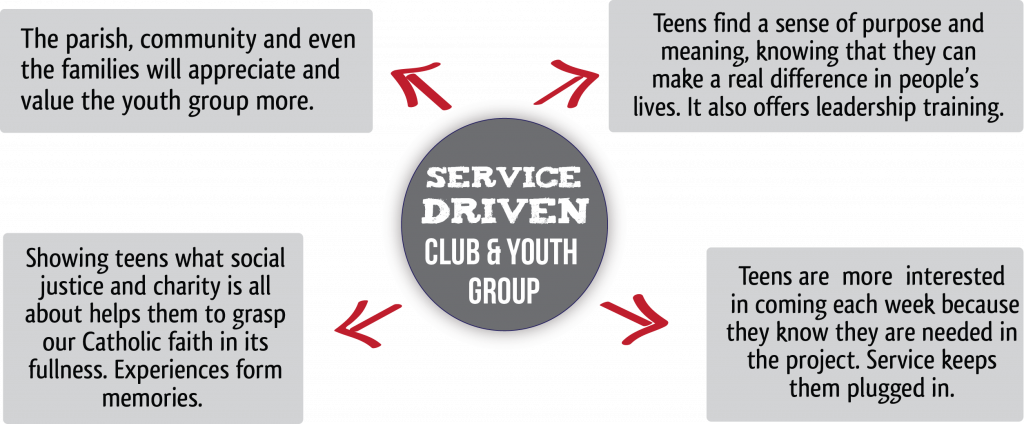 The parish, community and even
the families will appreciate and
value the youth group more.
Teens find a sense of purpose and
meaning, knowing that they can
make a real difference in people's
lives. It also offers leadership training.
SERVICE
DRIVEN
CLUB & YOUTH
GROUP
Showing teens what social
justice and charity is all
about helps them to grasp
our Catholic faith in its
fullness. Experiences form
memories.
Teens are more interested
in coming each week because
they know they are needed in
the project. Service keeps
them plugged in.